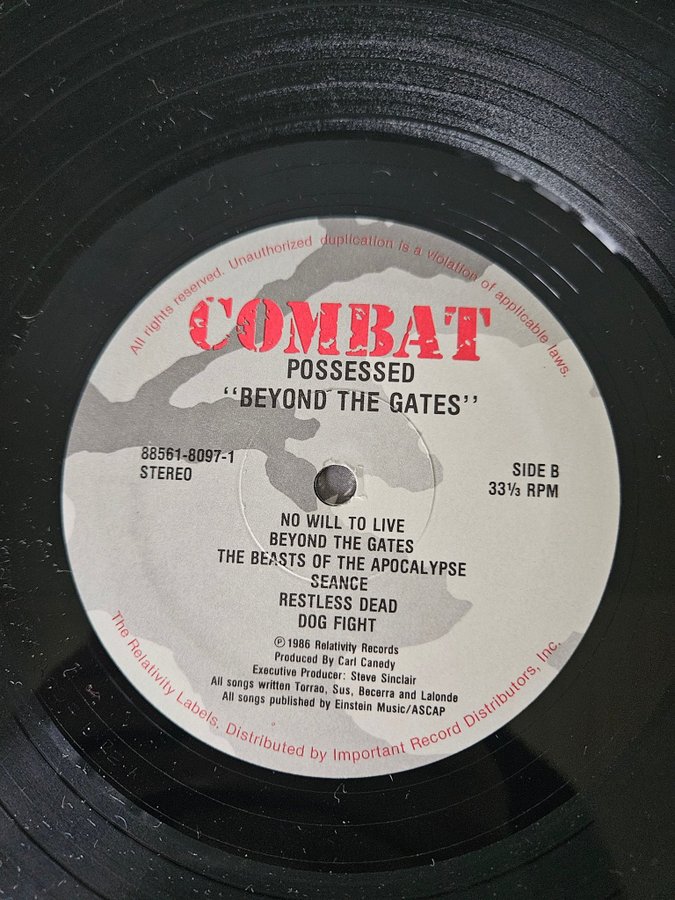 All rights reserved. Unauthorized duplication is a violation of applicable laws.
COMBAT
POSSESSED
"BEYOND THE GATES"
88561-8097-1
STEREO
SIDE B
33⅓ RPM
NO WILL TO LIVE
BEYOND THE GATES
THE BEASTS OF THE APOCALYPSE
SEANCE
RESTLESS DEAD
DOG FIGHT
℗ 1986 Relativity Records
Produced By Carl Canedy
Executive Producer: Steve Sinclair
All songs written Torrao, Sus, Becerra and Lalonde
All songs published by Einstein Music/ASCAP
The Relativity Labels. Distributed by Important Record Distributors, Inc.